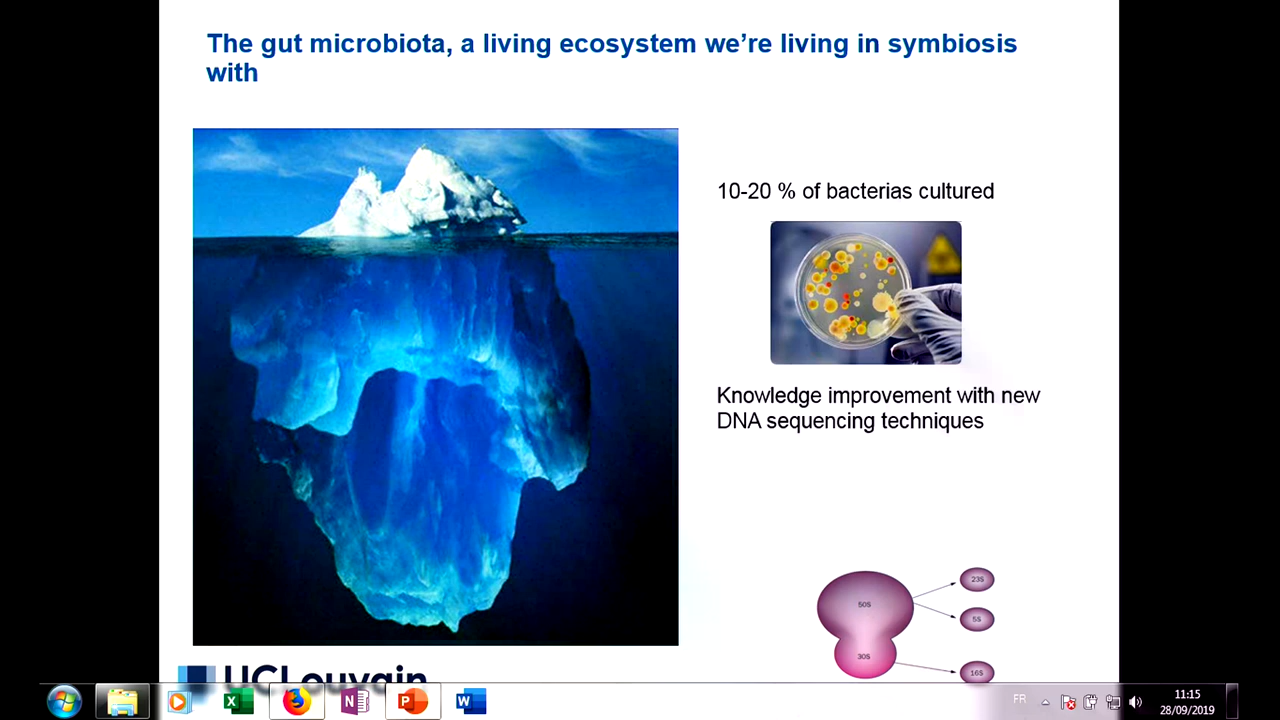 The gut microbiota, a living ecosystem we're living in symbiosis
with
10-20 % of bacterias cultured
Knowledge improvement with new
DNA sequencing techniques
50S
23S
5S
30S
16S
UCLouvain
FR
11:15
28/09/2019